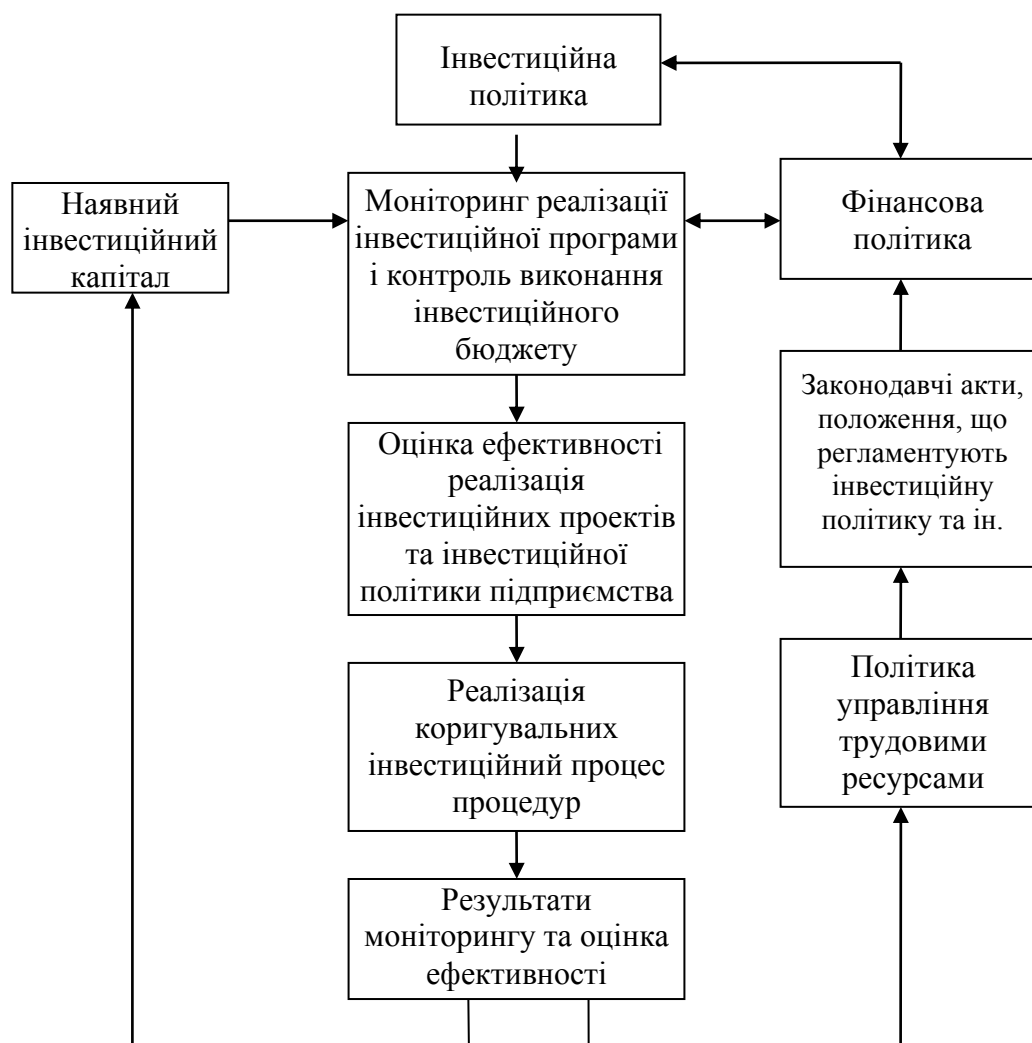 Інвестиційна
політика
Наявний
інвестиційний
капітал
Моніторинг реалізації
інвестиційної програми
і контроль виконання
інвестиційного
бюджету
Фінансова
політика
Оцінка ефективності
реалізація
інвестиційних проектів
та інвестиційної
політики підприємства
Законодавчі акти,
положення, що
регламентують
інвестиційну
політику та ін.
Реалізація
коригувальних
інвестиційний процес
процедур
Політика
управління
трудовими
ресурсами
Результати
моніторингу та оцінка
ефективності